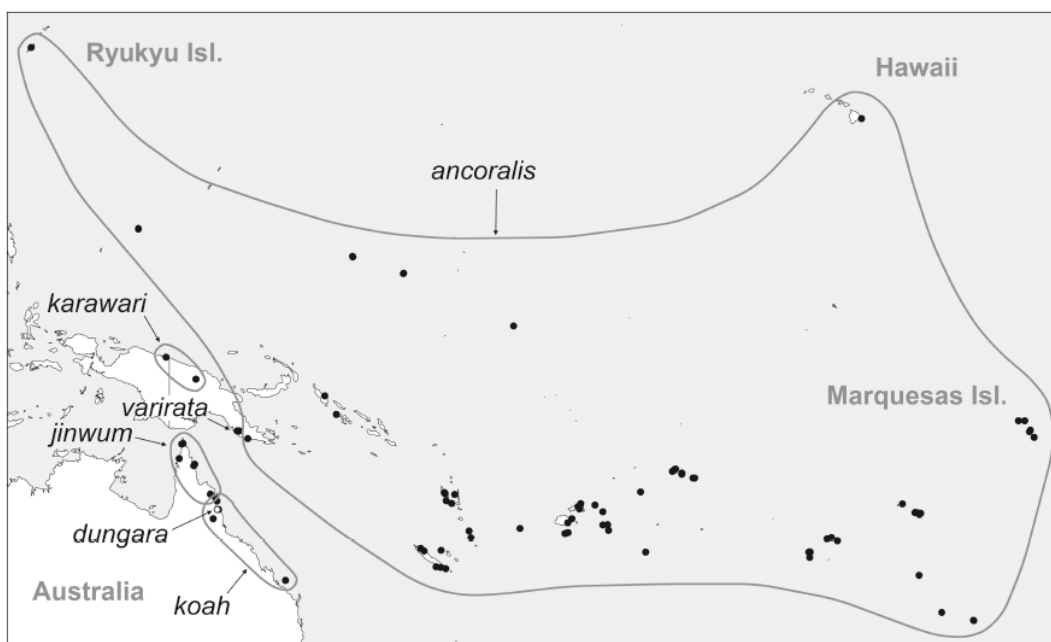 Ryukyu Isl.
Hawaii
ancoralis
karawari
Marquesas Isl.
varirata
jinwum
dungara
Australia
koah